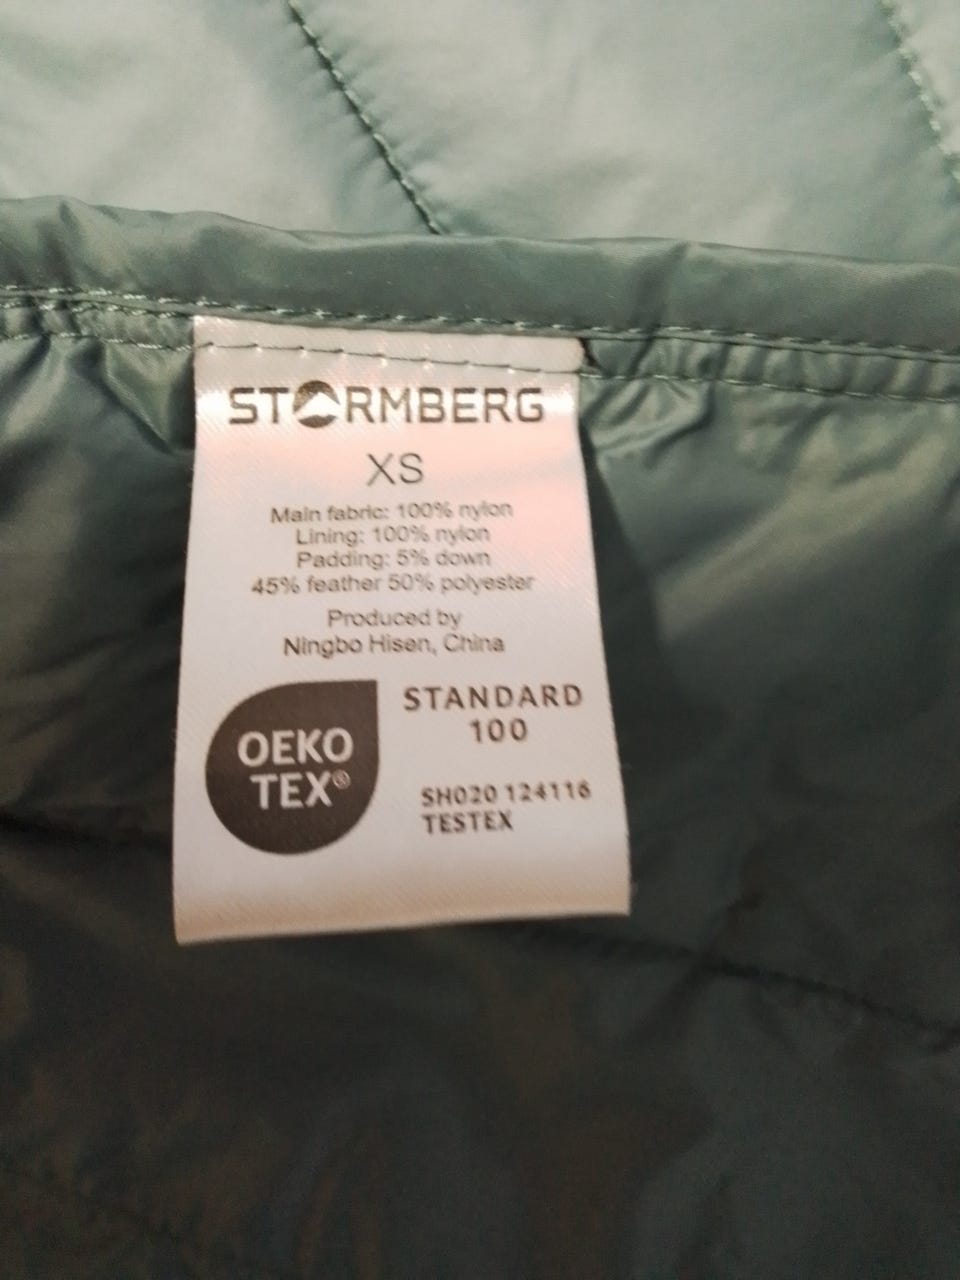 STORMBERG
XS
Main fabric: 100% nylon
Lining: 100% nylon
Padding: 5% down
45% feather 50% polyester
Produced by
Ningbo Hisen, China
OEKO
TEX®
STANDARD
100
SH020 124116
TESTEX